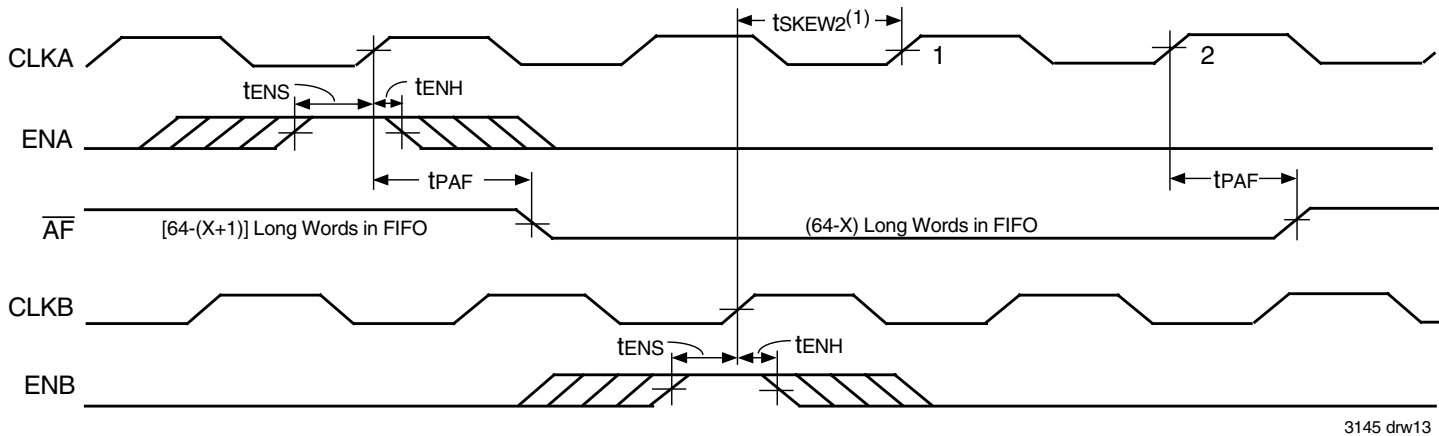 tSKEW2(1)
CLKA
1
2
tENS
tENH
ENA
tPAF
tPAF
AF
[64-(X+1)] Long Words in FIFO
(64-X) Long Words in FIFO
CLKB
tENS
tENH
ENB
3145 drw13